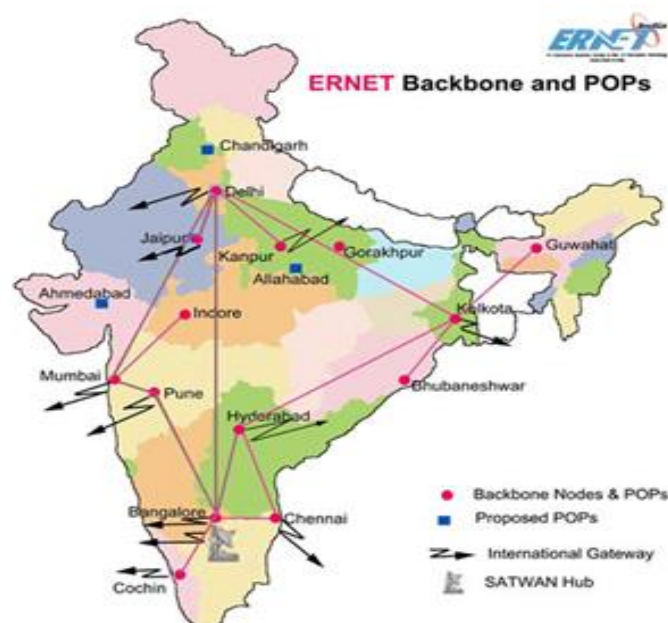 ERNET
ERNET Backbone and POPs
Chandigarh
Delhi
Jaipur
Kanpur
Gorakhpur
Guwahati
Allahabad
Ahmedabad
Indore
Kolkota
Mumbai
Pune
Bhubaneshwar
Hyderabad
Bangalore
Chennai
Cochin
Backbone Nodes & POPs
Proposed POPs
International Gateway
SATWAN Hub